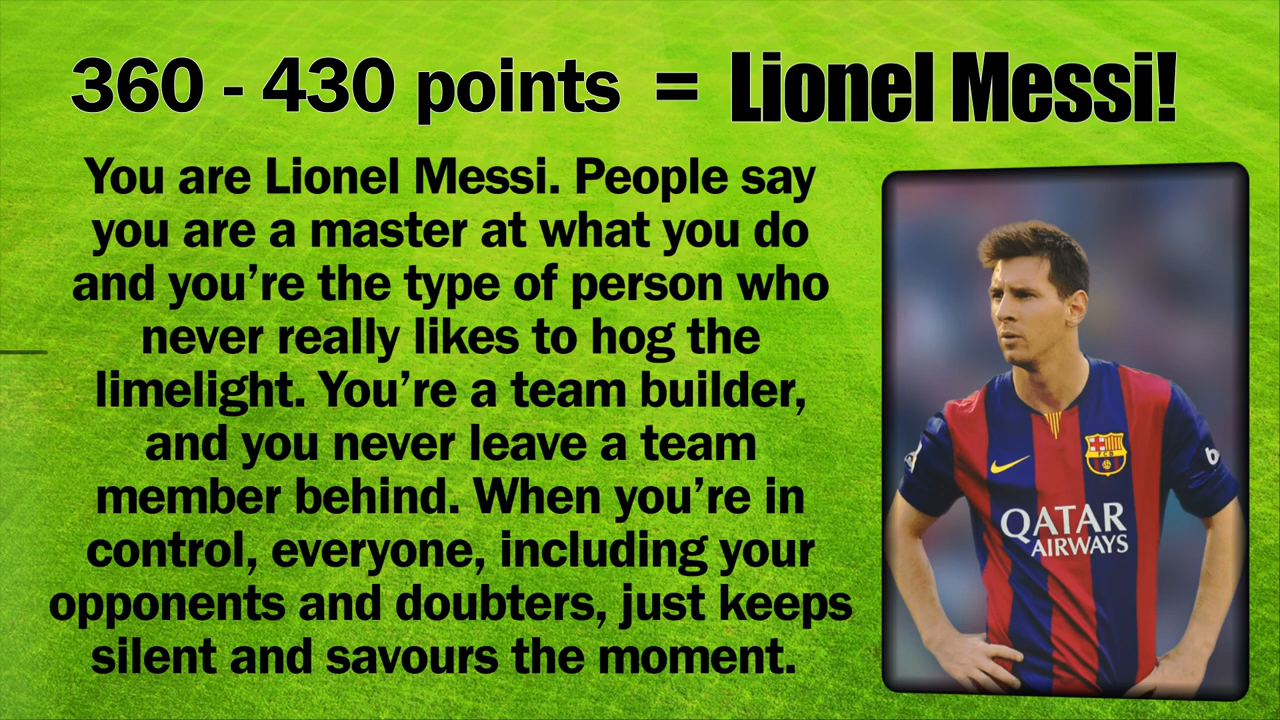 360 - 430 points = Lionel Messi!
You are Lionel Messi. People say
you are a master at what you do
and you’re the type of person who
never really likes to hog the
limelight. You’re a team builder,
and you never leave a team
member behind. When you’re in
control, everyone, including your
opponents and doubters, just keeps
silent and savours the moment.
FCB
QATAR
AIRWAYS